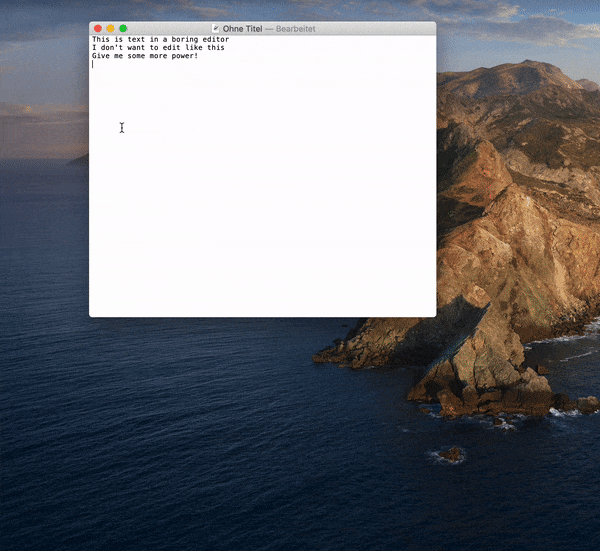 Ohne Titel — Bearbeitet
This is text in a boring editor
I don't want to edit like this
Give me some more power!